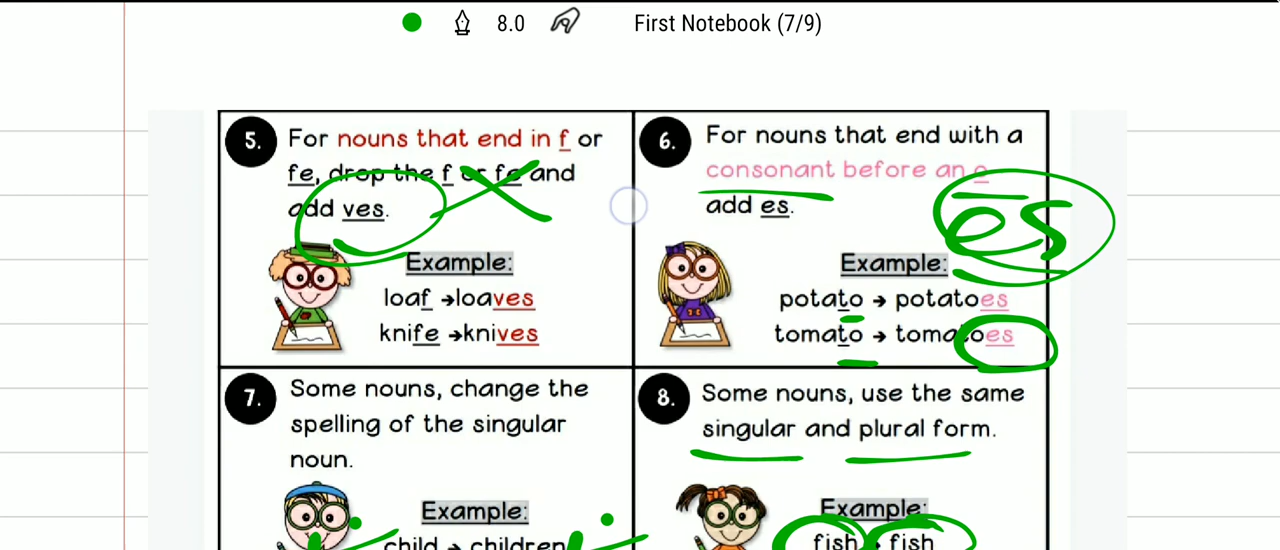 8.0 First Notebook (7/9)
5. For nouns that end in f or
fe, drop the f or fe and
add ves.
Example:
loaf → loaves
knife → knives
6. For nouns that end with a
consonant before an o
add es.
es
Example:
potato → potatoes
tomato → tomatoes
7. Some nouns, change the
spelling of the singular
noun.
Example:
child → children
8. Some nouns, use the same
singular and plural form.
Example:
fish → fish